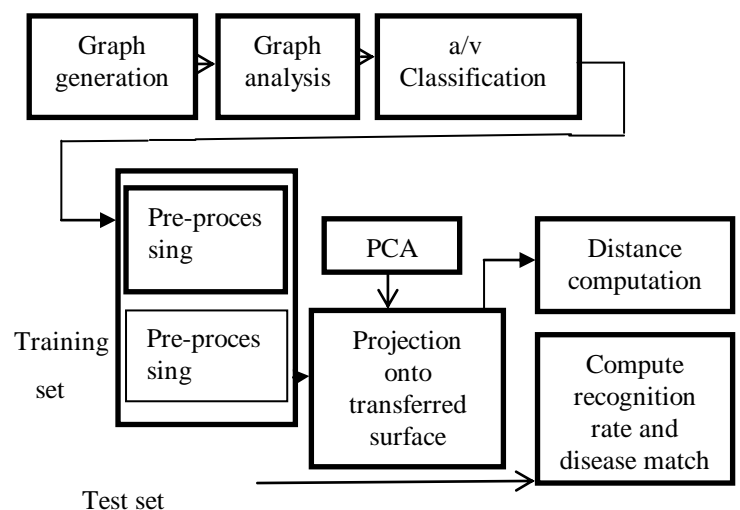 Graph
generation
Graph
analysis
a/v
Classification
Pre-proces
sing
PCA
Distance
computation
Training
set
Pre-proces
sing
Projection
onto
transferred
surface
Compute
recognition
rate and
disease match
Test set